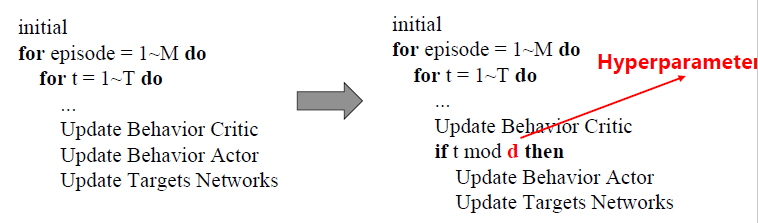 initial
for episode = 1~M do
for t = 1~T do
...
Update Behavior Critic
Update Behavior Actor
Update Targets Networks
initial
for episode = 1~M do
for t = 1~T do
...
Update Behavior Critic
if t mod d then
Update Behavior Actor
Update Targets Networks
Hyperparameter